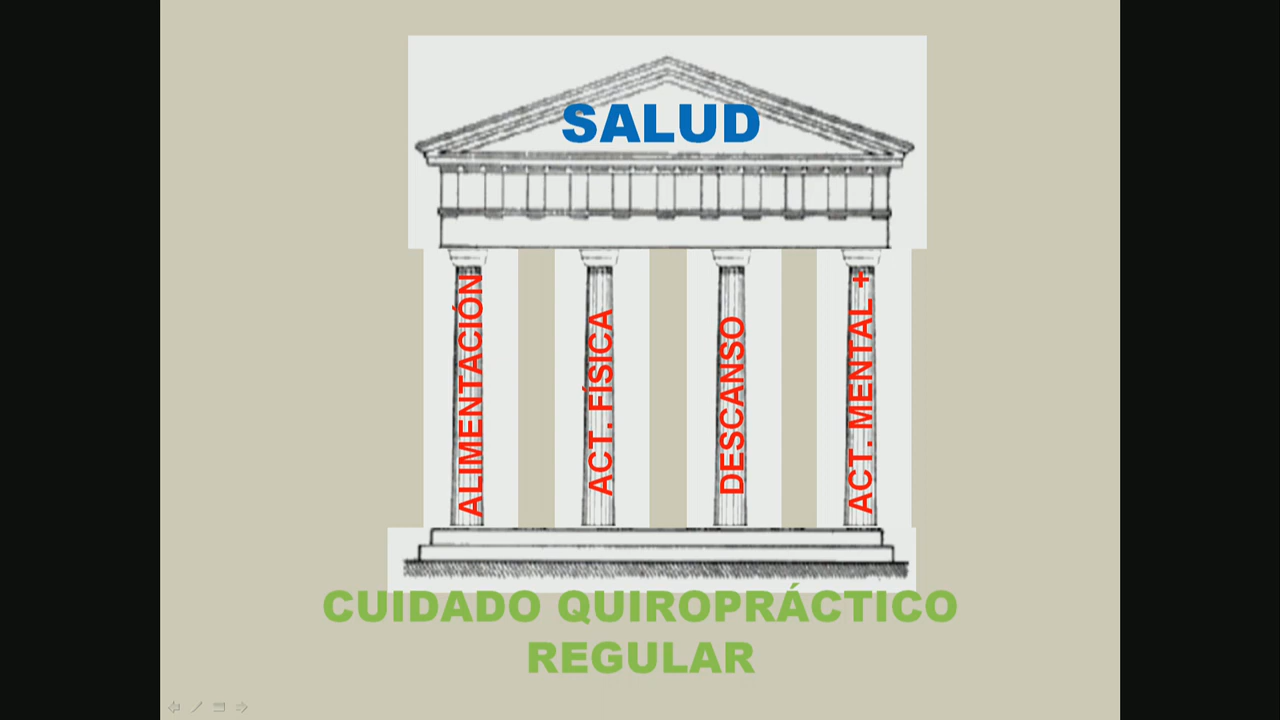 SALUD
ALIMENTACIÓN
ACT. FÍSICA
DESCANSO
ACT. MENTAL +
CUIDADO QUIROPRÁCTICO
REGULAR